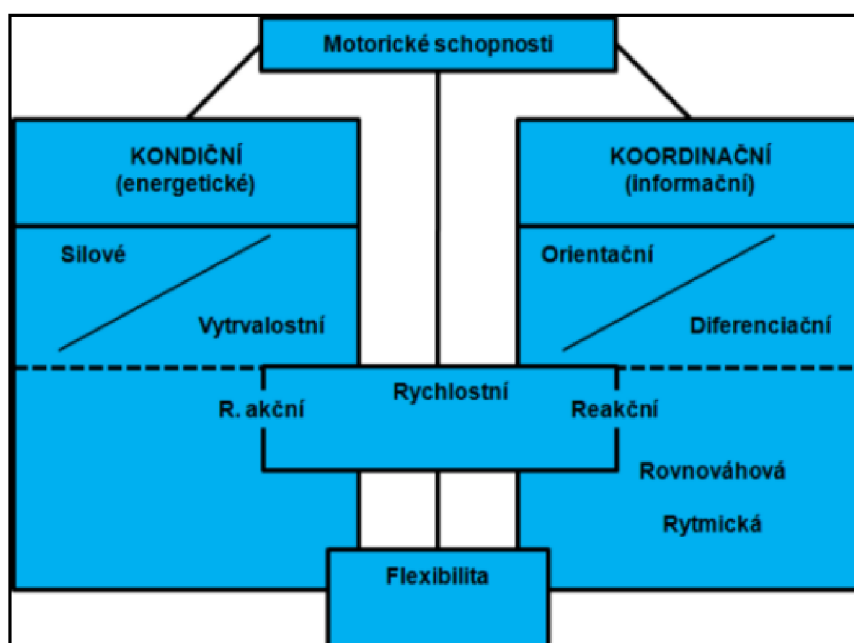 Motorické schopnosti
KONDIČNÍ
(energetické)
KOORDINAČNÍ
(informační)
Silové
Vytrvalostní
Orientační
Diferenciační
Rychlostní
R. akční
Reakční
Rovnováhová
Rytmická
Flexibilita